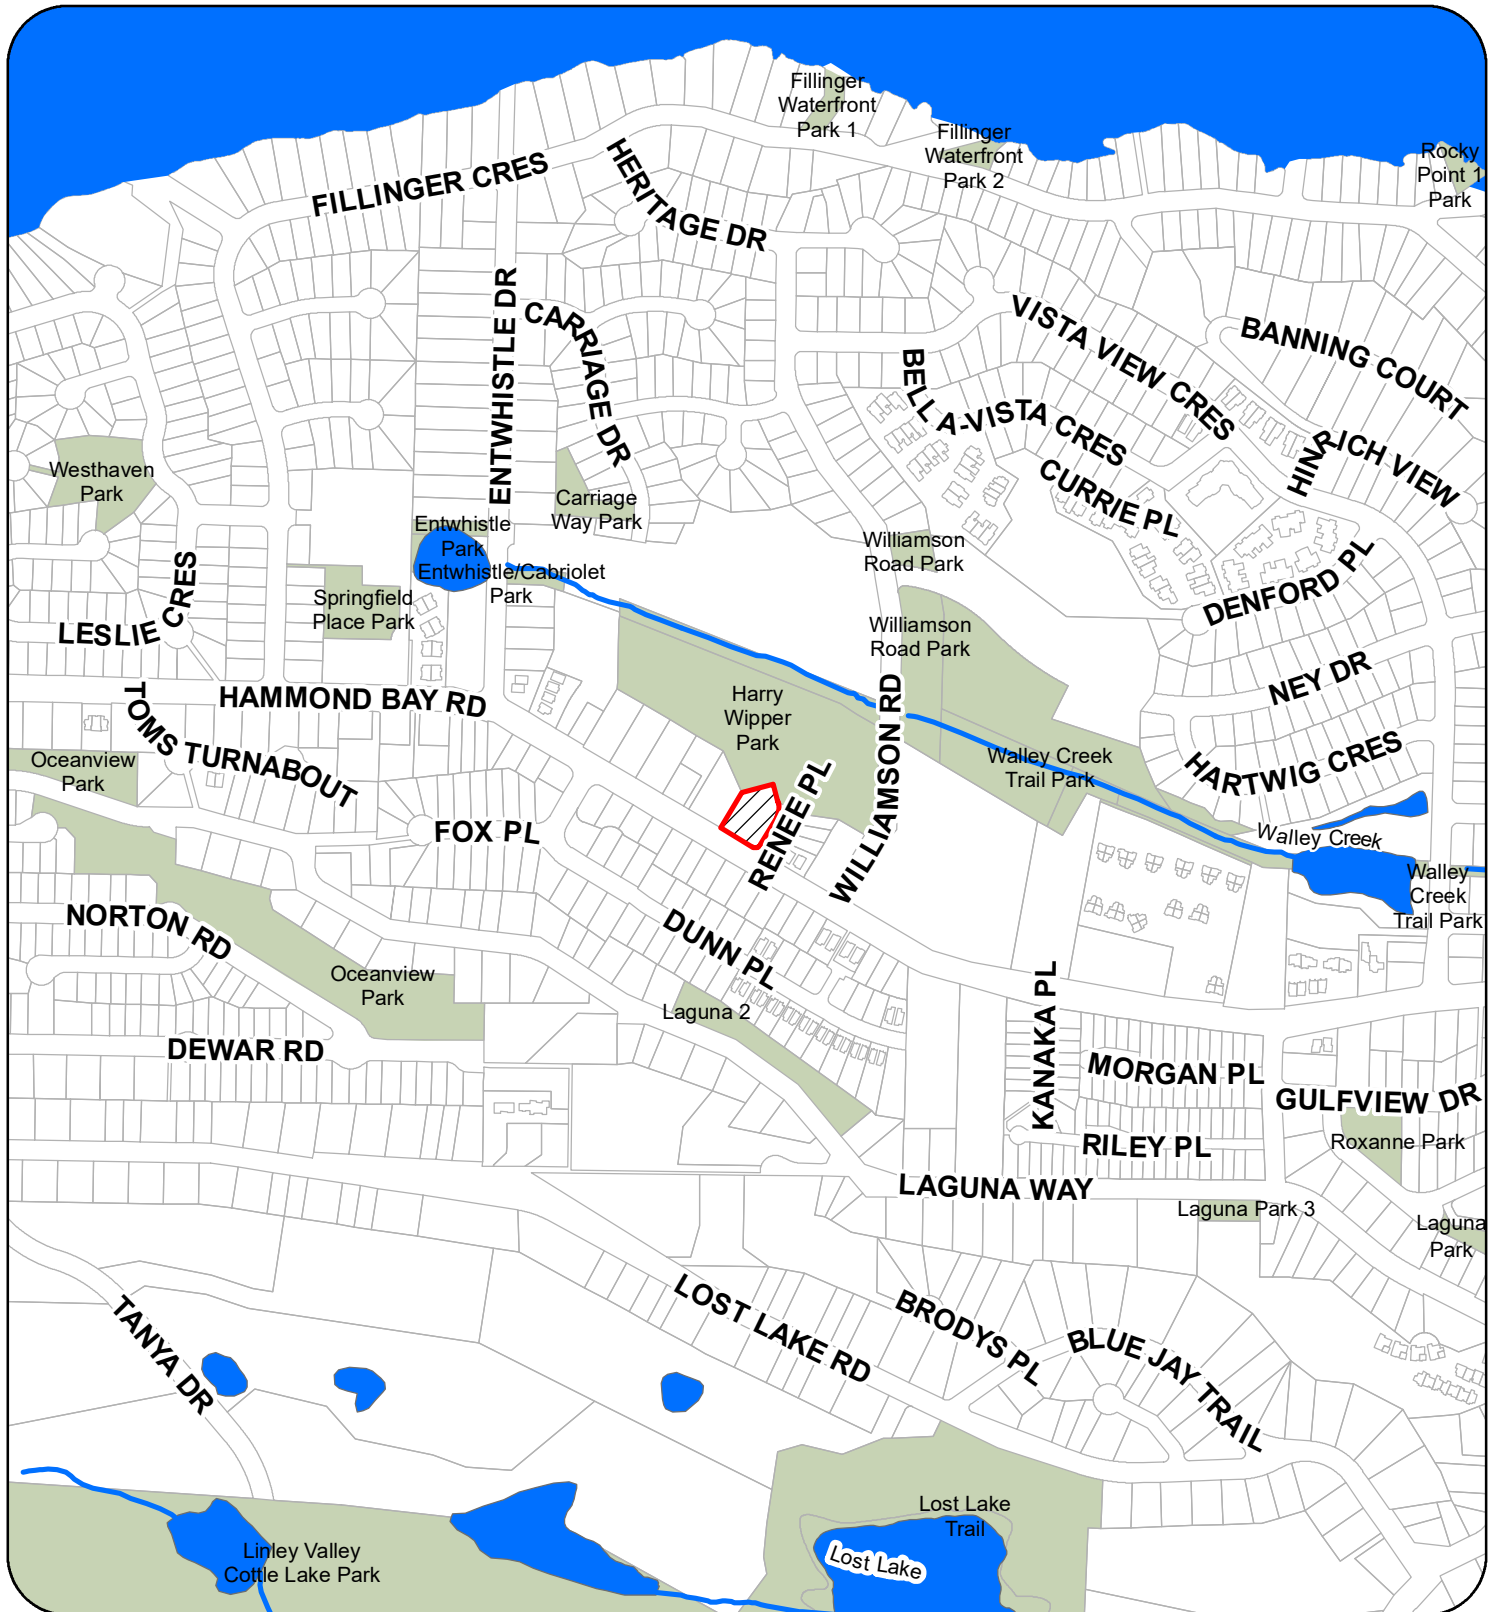 Fillinger
Waterfront
Park 1
Fillinger
Waterfront
Park 2
Rocky
Point 1
Park
FILLINGER CRES
HERITAGE DR
ENTWHISTLE DR
CARRIAGE DR
VISTA VIEW CRES
BANNING COURT
BELLA-VISTA CRES
CURRIE PL
HINRICH VIEW
Westhaven
Park
Carriage
Way Park
Entwhistle
Park
Entwhistle/Cabriolet
Park
Williamson
Road Park
DENFORD PL
LESLIE CRES
Springfield
Place Park
Williamson
Road Park
NEY DR
HAMMOND BAY RD
TOMS TURNABOUT
Harry
Wipper
Park
WILLIAMSON RD
Oceanview
Park
Walley Creek
Trail Park
HARTWIG CRES
RENEE PL
FOX PL
Walley Creek
Walley
Creek
Trail Park
NORTON RD
DUNN PL
Oceanview
Park
Laguna 2
KANAKA PL
DEWAR RD
MORGAN PL
GULFVIEW DR
RILEY PL
Roxanne Park
LAGUNA WAY
Laguna Park 3
Laguna
Park
TANYA DR
LOST LAKE RD
BRODYS PL
BLUE JAY TRAIL
Lost Lake
Trail
Lost Lake
Linley Valley
Cottle Lake Park